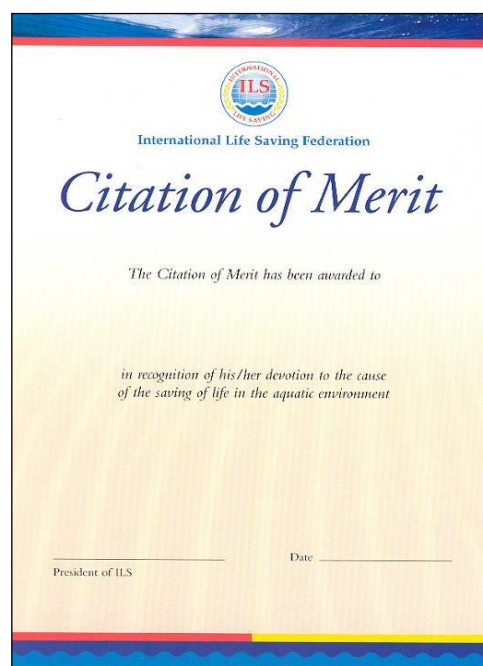 INTERNATIONAL
ILS
LIFE SAVING
International Life Saving Federation
Citation of Merit
The Citation of Merit has been awarded to
in recognition of his/her devotion to the cause
of the saving of life in the aquatic environment
Date
President of ILS